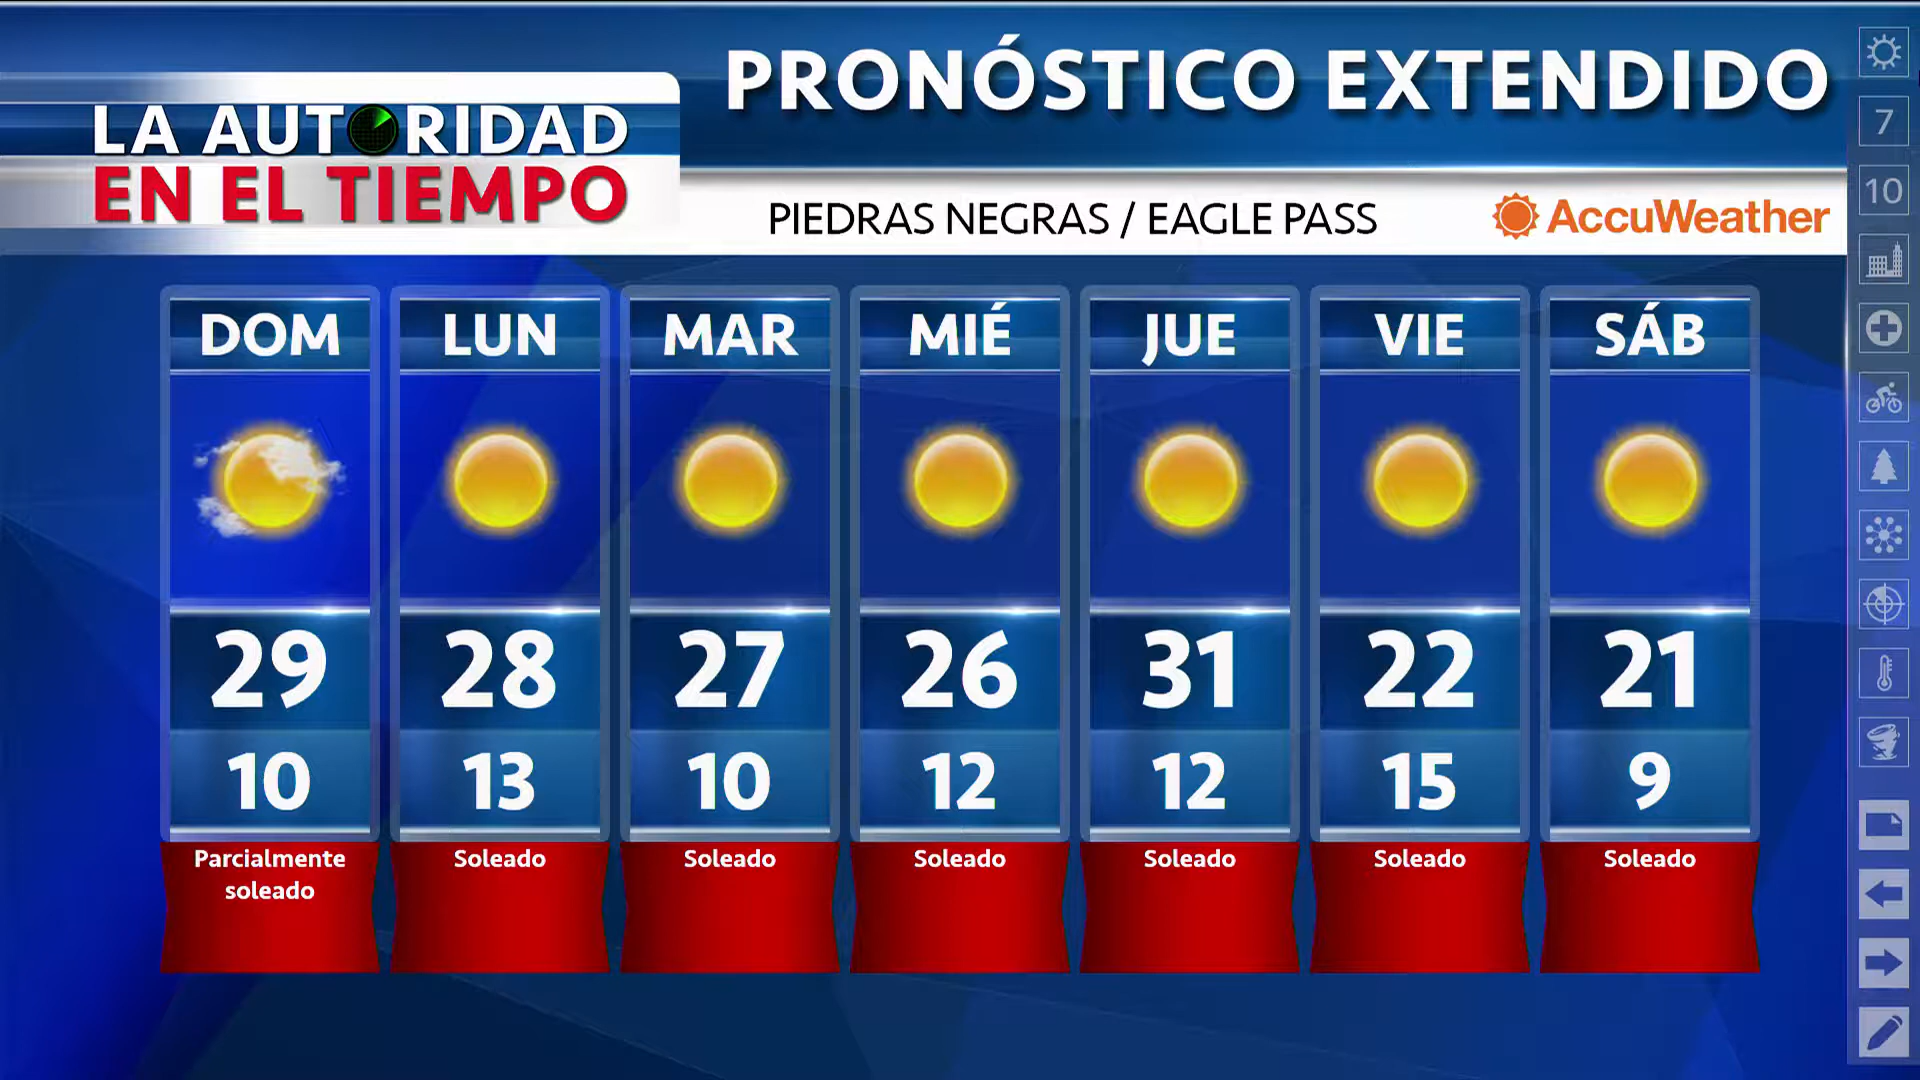 PRONÓSTICO EXTENDIDO
LA AUTORIDAD
EN EL TIEMPO
PIEDRAS NEGRAS / EAGLE PASS
AccuWeather
7
10
DOM LUN MAR MIÉ JUE VIE SÁB
29 28 27 26 31 22 21
10 13 10 12 12 15 9
Parcialmente Soleado Soleado Soleado Soleado Soleado Soleado
soleado